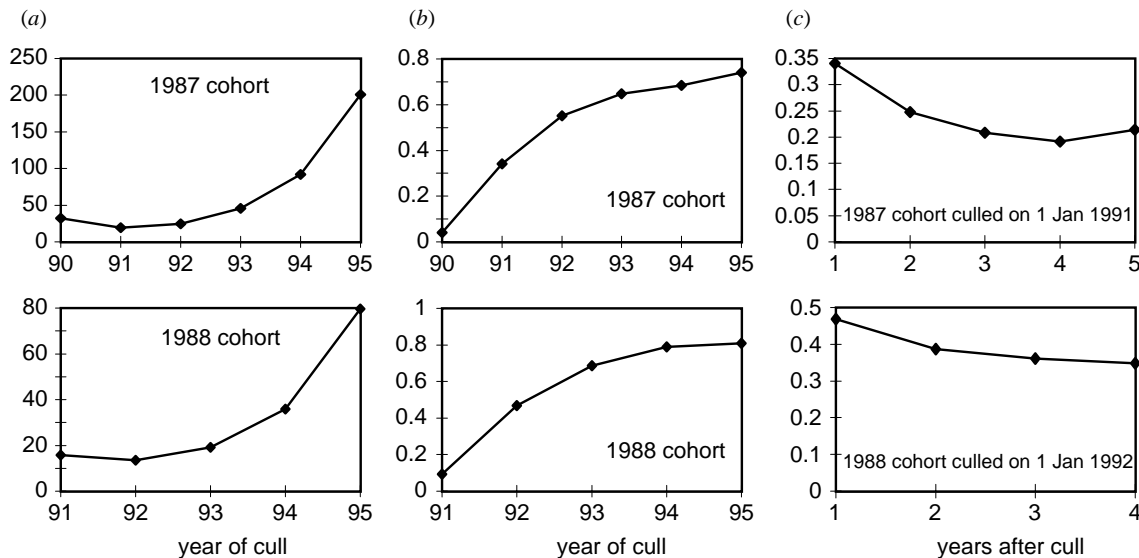 (a)
(b)
(c)
250
200
150
100
50
0
1987 cohort
90 91 92 93 94 95
0.8
0.6
0.4
0.2
0
1987 cohort
90 91 92 93 94 95
0.35
0.3
0.25
0.2
0.15
0.1
0.05
0
1987 cohort culled on 1 Jan 1991
1 2 3 4 5
80
60
40
20
0
1988 cohort
91 92 93 94 95
year of cull
1
0.8
0.6
0.4
0.2
0
1988 cohort
91 92 93 94 95
year of cull
0.5
0.4
0.3
0.2
0.1
0
1988 cohort culled on 1 Jan 1992
1 2 3 4
years after cull